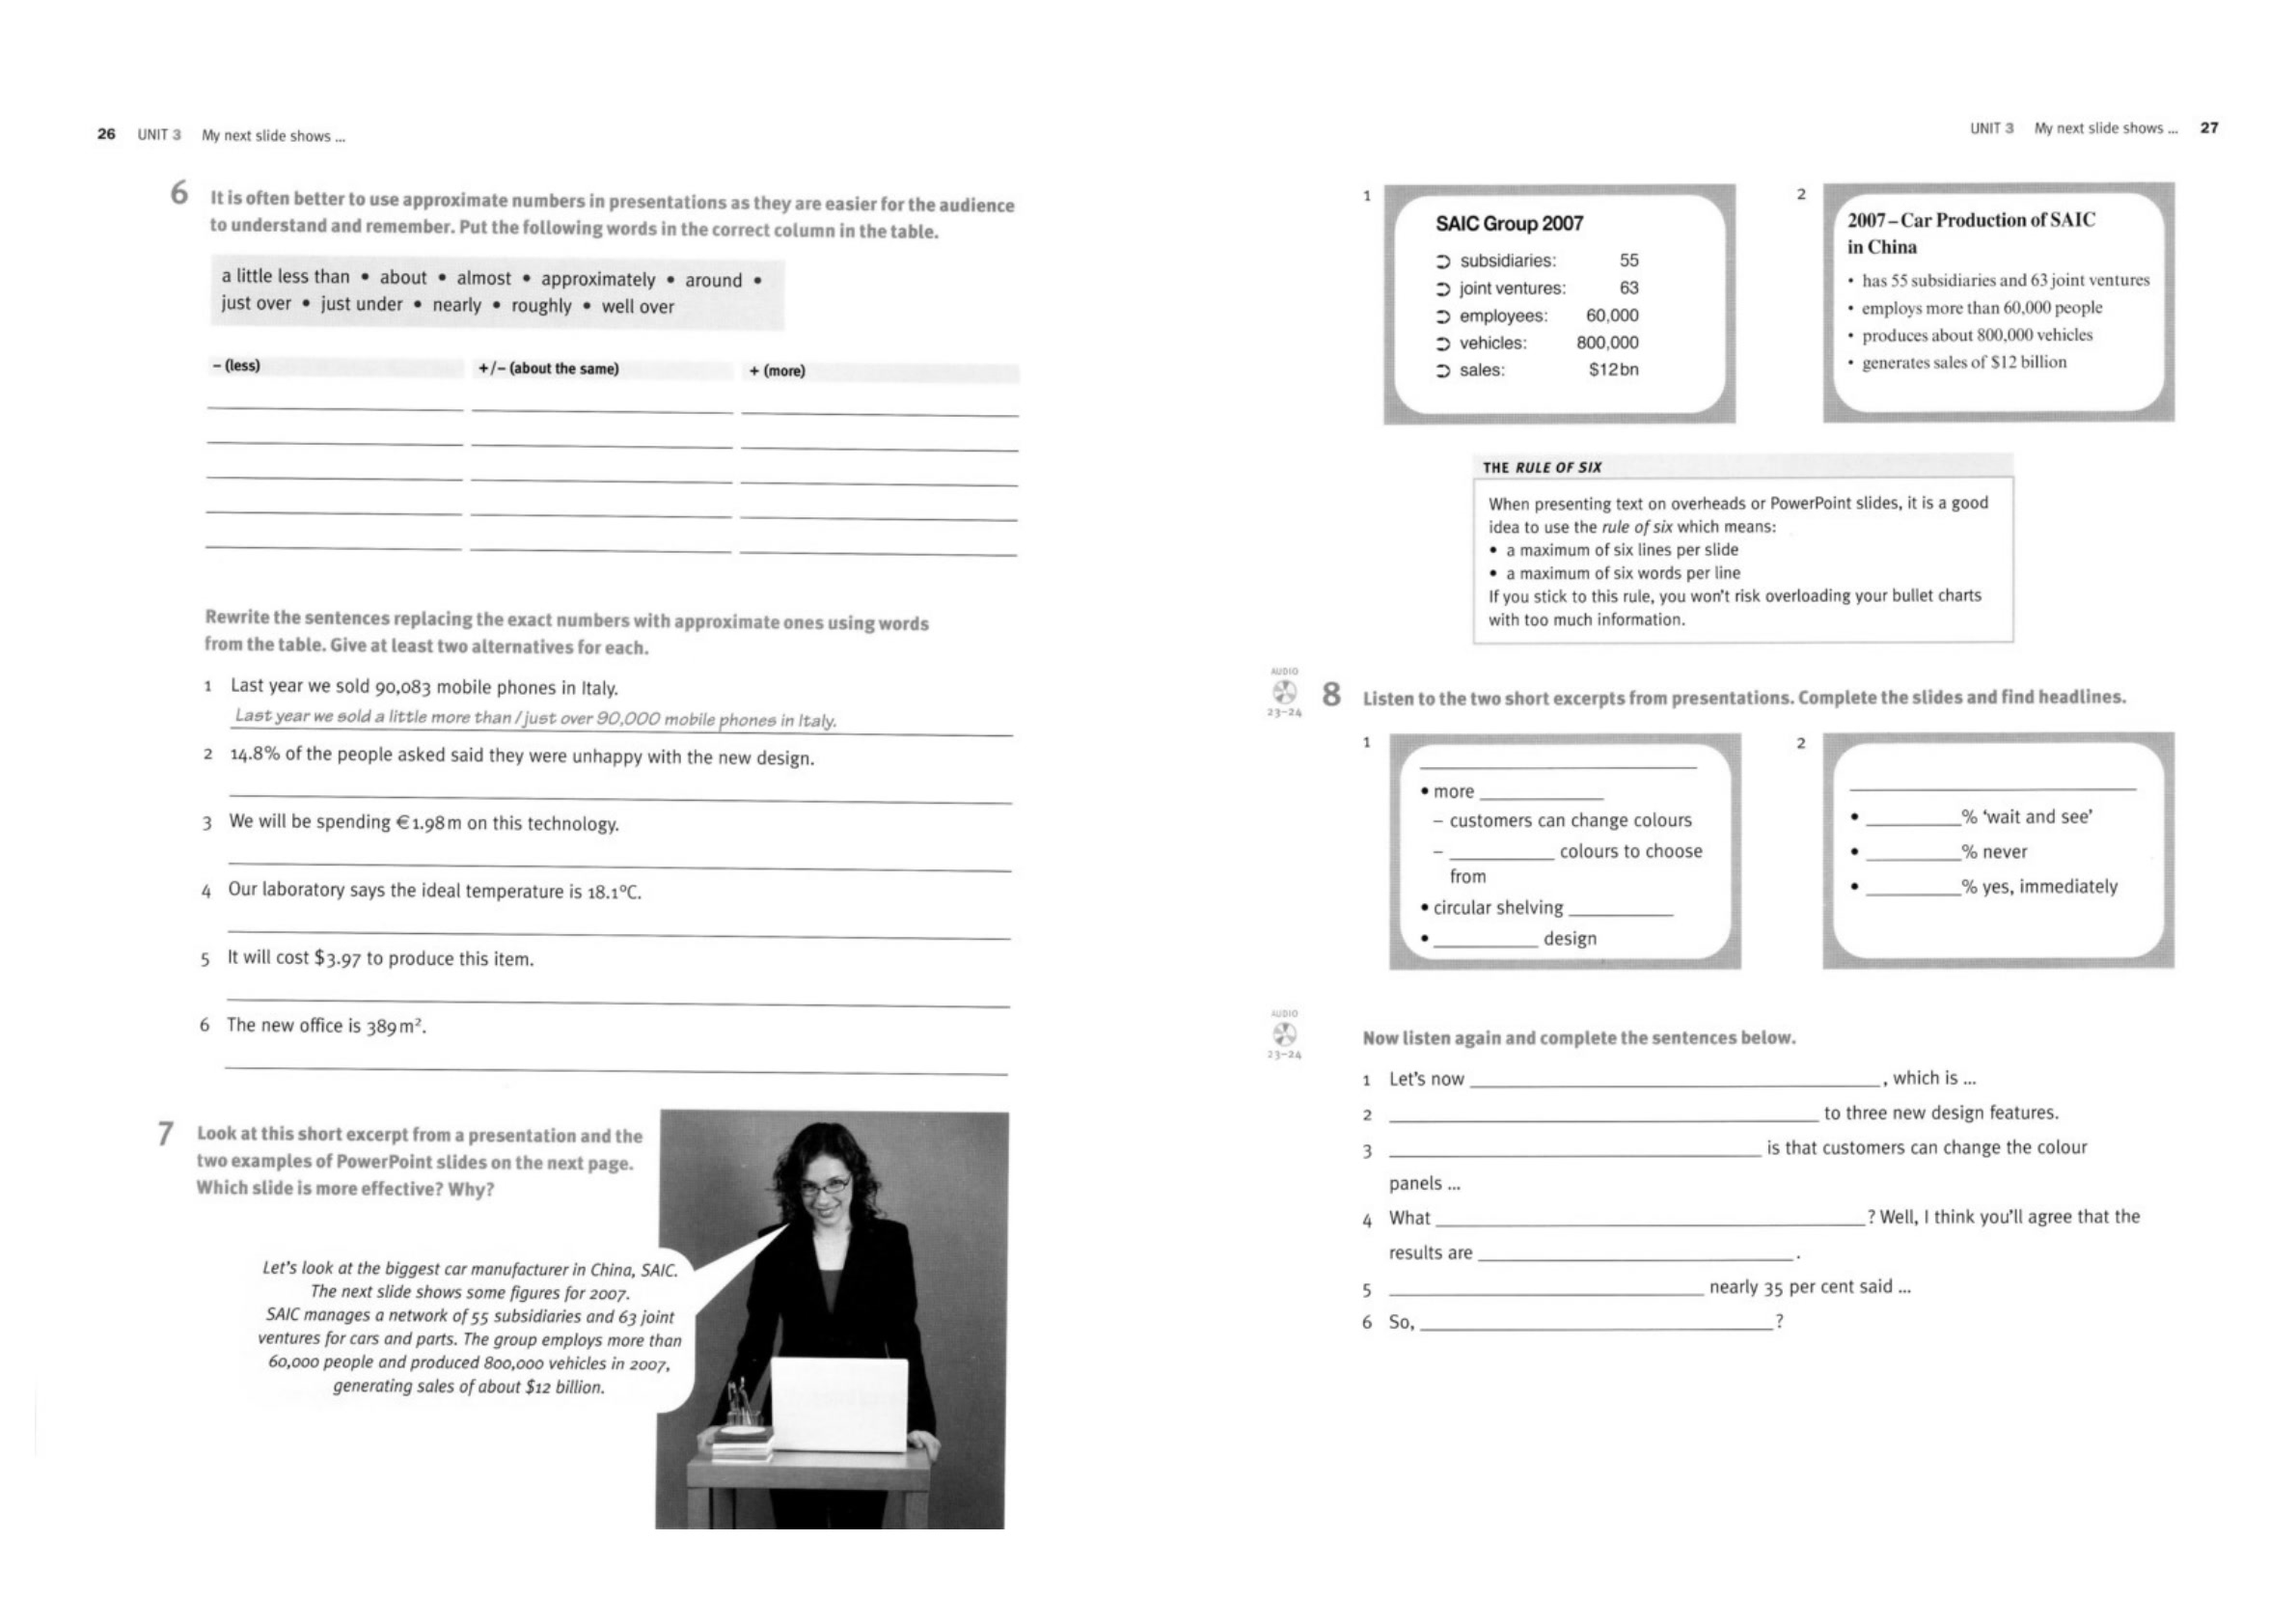 26 UNIT 3 My next slide shows ...
6 It is often better to use approximate numbers in presentations as they are easier for the audience
to understand and remember. Put the following words in the correct column in the table.
a little less than • about • almost • approximately • around •
just over • just under • nearly • roughly • well over
– (less) +/– (about the same) + (more)
Rewrite the sentences replacing the exact numbers with approximate ones using words
from the table. Give at least two alternatives for each.
1 Last year we sold 90,083 mobile phones in Italy.
Last year we sold a little more than / just over 90,000 mobile phones in Italy.
2 14.8% of the people asked said they were unhappy with the new design.
3 We will be spending €1.98m on this technology.
4 Our laboratory says the ideal temperature is 18.1°C.
5 It will cost $3.97 to produce this item.
6 The new office is 389m².
7 Look at this short excerpt from a presentation and the
two examples of PowerPoint slides on the next page.
Which slide is more effective? Why?
Let's look at the biggest car manufacturer in China, SAIC.
The next slide shows some figures for 2007.
SAIC manages a network of 55 subsidiaries and 63 joint
ventures for cars and parts. The group employs more than
60,000 people and produced 800,000 vehicles in 2007,
generating sales of about $12 billion.
UNIT 3 My next slide shows ... 27
1
SAIC Group 2007
subsidiaries: 55
joint ventures: 63
employees: 60,000
vehicles: 800,000
sales: $12bn
2
2007–Car Production of SAIC
in China
• has 55 subsidiaries and 63 joint ventures
• employs more than 60,000 people
• produces about 800,000 vehicles
• generates sales of $12 billion
THE RULE OF SIX
When presenting text on overheads or PowerPoint slides, it is a good
idea to use the rule of six which means:
• a maximum of six lines per slide
• a maximum of six words per line
If you stick to this rule, you won't risk overloading your bullet charts
with too much information.
AUDIO
23–24
8 Listen to the two short excerpts from presentations. Complete the slides and find headlines.
1
• more
– customers can change colours
– colours to choose
from
• circular shelving
• design
2
• % 'wait and see'
• % never
• % yes, immediately
AUDIO
23–24
Now listen again and complete the sentences below.
1 Let's now , which is ...
2 to three new design features.
3 is that customers can change the colour
panels ...
4 What ? Well, I think you'll agree that the
results are .
5 nearly 35 per cent said ...
6 So, ?